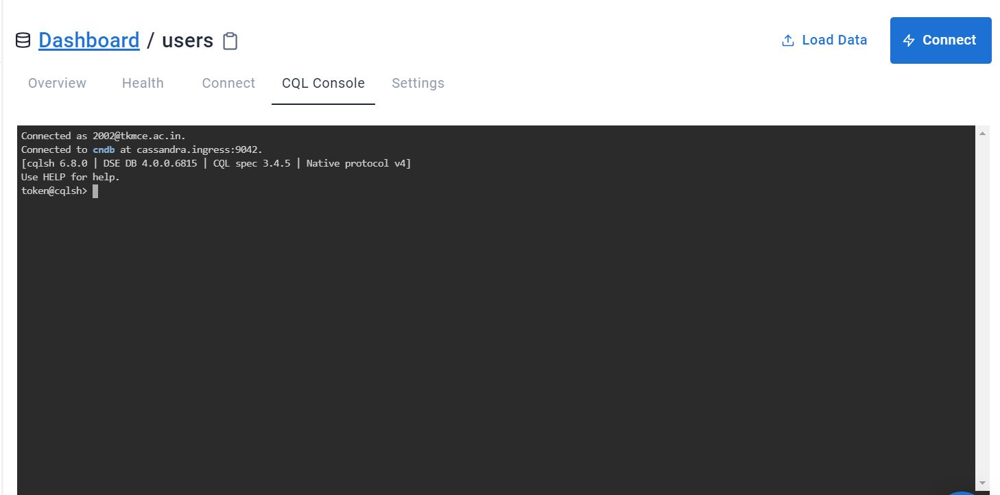 Dashboard / users
Load Data
Connect
Overview Health Connect CQL Console Settings
Connected as 2002@tkmce.ac.in.
Connected to cndb at cassandra.ingress:9042.
[cqlsh 6.8.0 | DSE DB 4.0.0.6815 | CQL spec 3.4.5 | Native protocol v4]
Use HELP for help.
token@cqlsh>